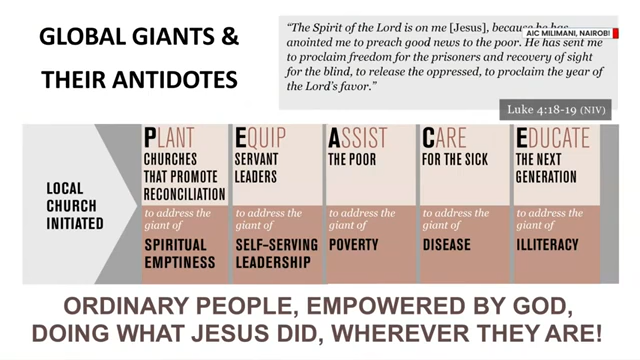 GLOBAL GIANTS &
THEIR ANTIDOTES
“The Spirit of the Lord is on me [Jesus], because he has
anointed me to preach good news to the poor. He has sent me
to proclaim freedom for the prisoners and recovery of sight
for the blind, to release the oppressed, to proclaim the year of
the Lord's favor.”
AIC MILIMANI, NAIROBI
Luke 4:18-19 (NIV)
LOCAL
CHURCH
INITIATED
PLANT
CHURCHES
THAT PROMOTE
RECONCILIATION
to address the
giant of
SPIRITUAL
EMPTINESS
EQUIP
SERVANT
LEADERS
to address the
giant of
SELF-SERVING
LEADERSHIP
ASSIST
THE POOR
to address the
giant of
POVERTY
CARE
FOR THE SICK
to address the
giant of
DISEASE
EDUCATE
THE NEXT
GENERATION
to address the
giant of
ILLITERACY
ORDINARY PEOPLE, EMPOWERED BY GOD,
DOING WHAT JESUS DID, WHEREVER THEY ARE!